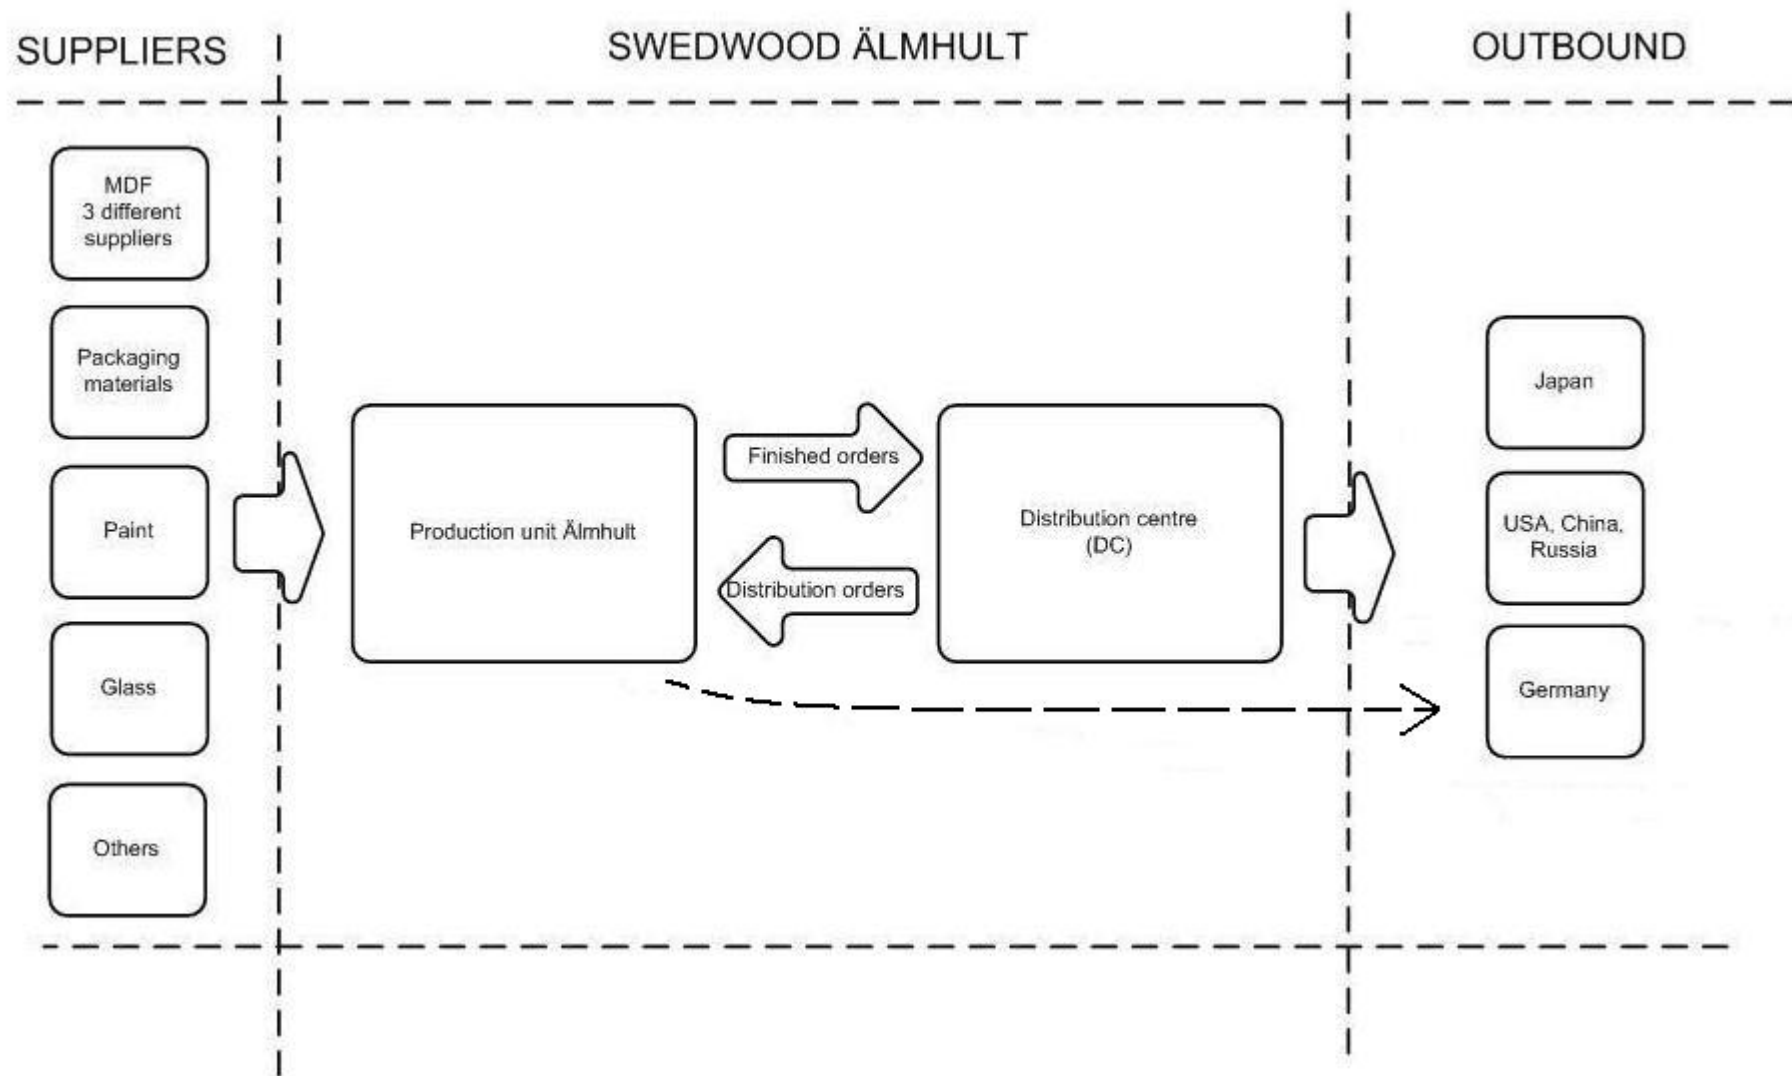 SUPPLIERS
SWEDWOOD ÄLMHULT
OUTBOUND
MDF
3 different
suppliers
Packaging
materials
Paint
Glass
Others
Production unit Älmhult
Finished orders
Distribution orders
Distribution centre
(DC)
Japan
USA, China,
Russia
Germany